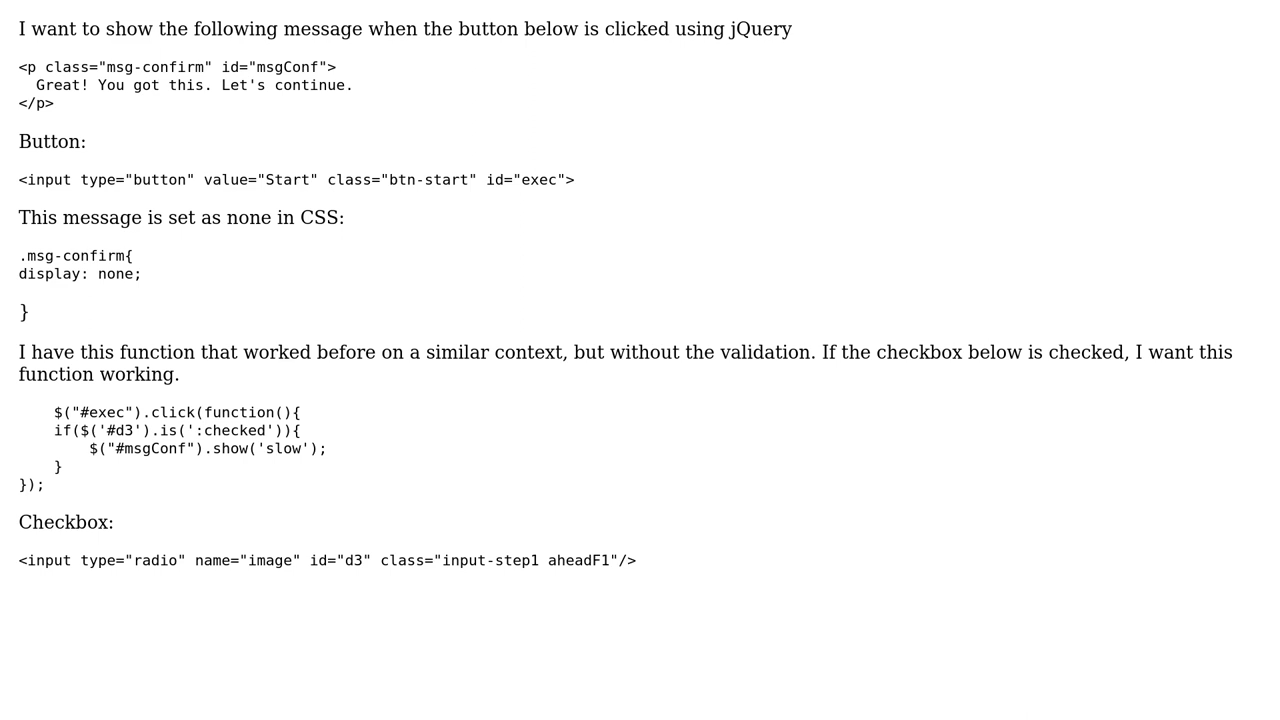 I want to show the following message when the button below is clicked using jQuery
<p class="msg-confirm" id="msgConf">
  Great! You got this. Let's continue.
</p>
Button:
<input type="button" value="Start" class="btn-start" id="exec">
This message is set as none in CSS:
.msg-confirm{
display: none;
}
I have this function that worked before on a similar context, but without the validation. If the checkbox below is checked, I want this
function working.
    $("#exec").click(function(){
    if($('#d3').is(':checked')){
        $("#msgConf").show('slow');
    }
});
Checkbox:
<input type="radio" name="image" id="d3" class="input-step1 aheadF1"/>